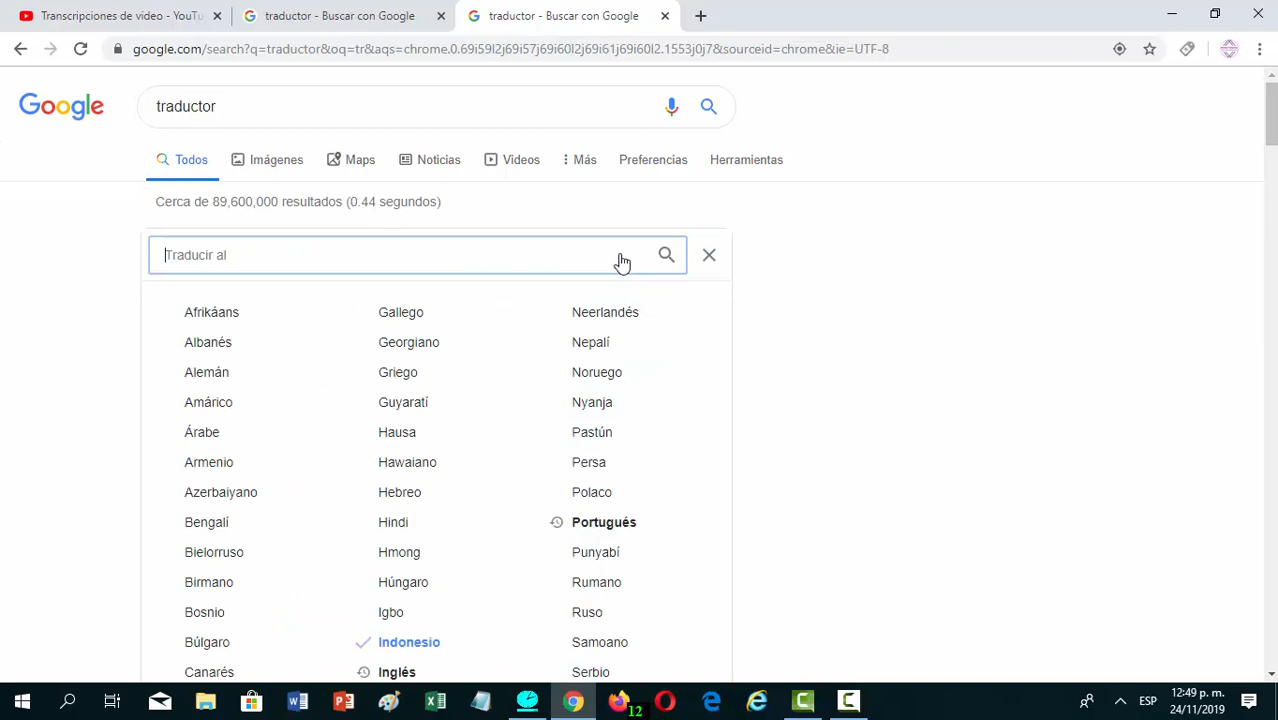 Transcripciones de video - YouTu
traductor - Buscar con Google
traductor - Buscar con Google
google.com/search?q=traductor&oq=tr&aqs=chrome.0.69i59l2j69i57j69i60l2j69i61j69i60l2.1553j0j7&sourceid=chrome&ie=UTF-8
Google
traductor
Todos Imágenes Maps Noticias Videos Más Preferencias Herramientas
Cerca de 89,600,000 resultados (0.44 segundos)
Traducir al
Afrikáans Gallego Neerlandés
Albanés Georgiano Nepalí
Alemán Griego Noruego
Amárico Guyaratí Nyanja
Árabe Hausa Pastún
Armenio Hawaiano Persa
Azerbaiyano Hebreo Polaco
Bengalí Hindi Portugués
Bielorruso Hmong Punyabí
Birmano Húngaro Rumano
Bosnio Igbo Ruso
Búlgaro Indonesio Samoano
Canarés Inglés Serbio
12
ESP
12:49 p. m.
24/11/2019